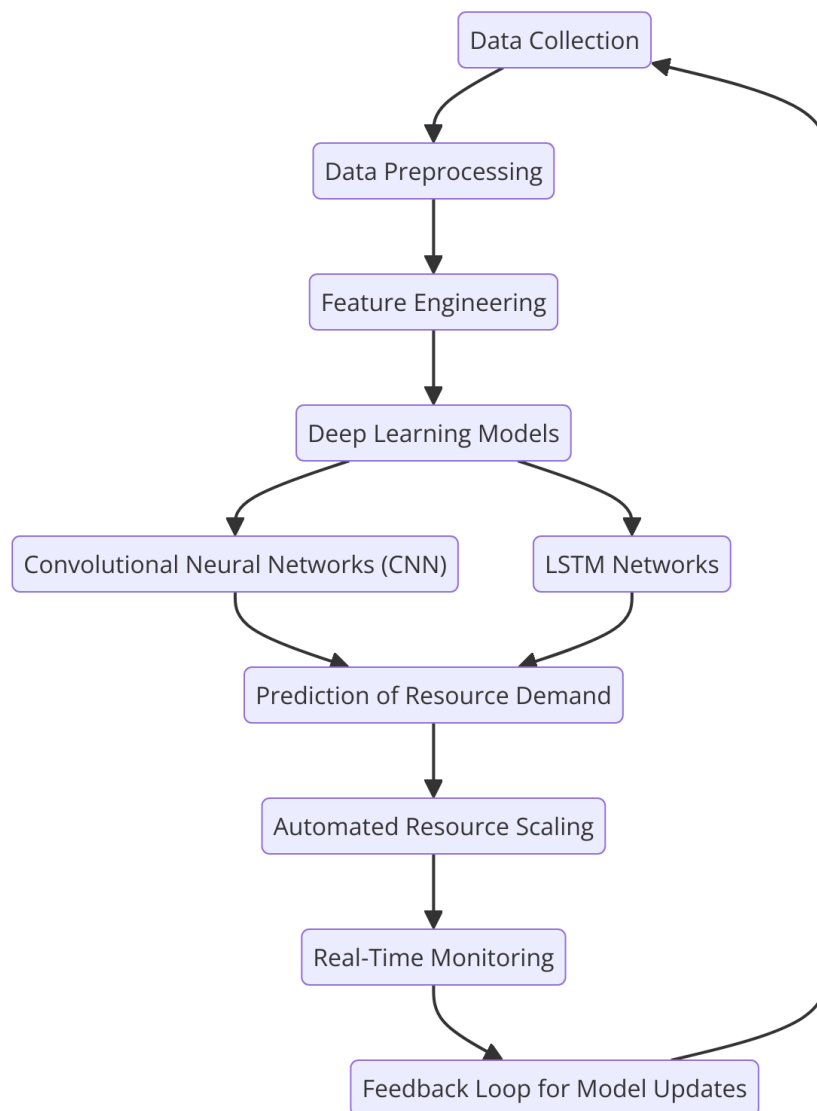 Data Collection
Data Preprocessing
Feature Engineering
Deep Learning Models
Convolutional Neural Networks (CNN)
LSTM Networks
Prediction of Resource Demand
Automated Resource Scaling
Real-Time Monitoring
Feedback Loop for Model Updates